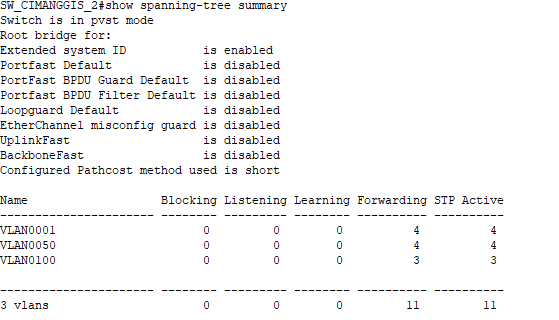 SW_CIMANGGIS_2#show spanning-tree summary
Switch is in pvst mode
Root bridge for:
Extended system ID           is enabled
Portfast Default             is disabled
PortFast BPDU Guard Default  is disabled
Portfast BPDU Filter Default is disabled
Loopguard Default            is disabled
EtherChannel misconfig guard is disabled
UplinkFast                   is disabled
BackboneFast                 is disabled
Configured Pathcost method used is short
Name                   Blocking Listening Learning Forwarding STP Active
---------------------- -------- --------- -------- ---------- ----------
VLAN0001                     0         0        0          4          4
VLAN0050                     0         0        0          4          4
VLAN0100                     0         0        0          3          3
---------------------- -------- --------- -------- ---------- ----------
3 vlans                      0         0        0         11         11